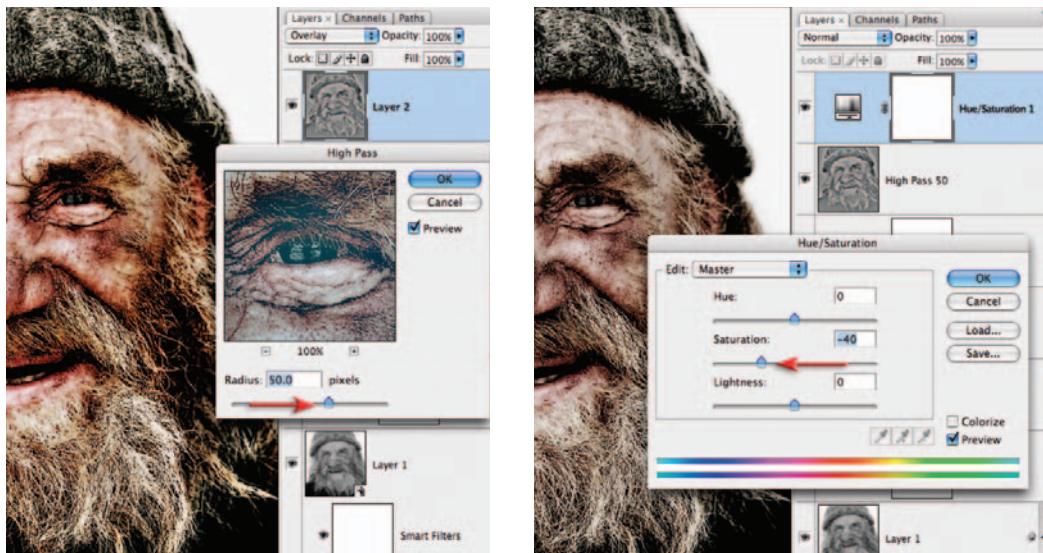 Layers × Channels Paths
Overlay Opacity: 100%
Lock: Fill: 100%
Layer 2
High Pass
OK
Cancel
Preview
100%
Radius: 50.0 pixels
Layer 1
Smart Filters
Layers × Channels Paths
Normal Opacity: 100%
Lock: Fill: 100%
Hue/Saturation 1
High Pass 50
Hue/Saturation
Edit: Master
OK
Hue: 0
Cancel
Load...
Saturation: -40
Save...
Lightness: 0
Colorize
Preview
Layer 1